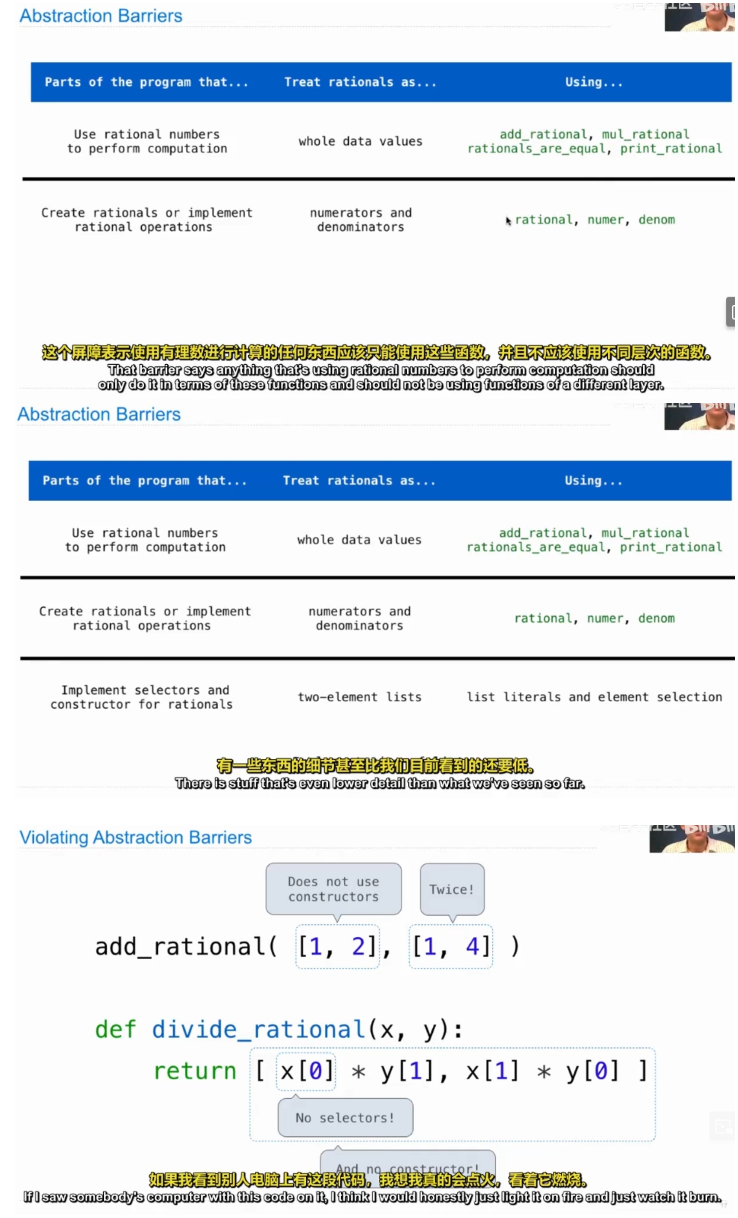 Abstraction Barriers
Parts of the program that... Treat rationals as... Using...
Use rational numbers
to perform computation
whole data values
add_rational, mul_rational
rationals_are_equal, print_rational
Create rationals or implement
rational operations
numerators and
denominators
rational, numer, denom
这个屏障表示使用有理数进行计算的任何东西应该只能使用这些函数，并且不应该使用不同层次的函数。
That barrier says anything that's using rational numbers to perform computation should
only do it in terms of these functions and should not be using functions of a different layer.
Abstraction Barriers
Parts of the program that... Treat rationals as... Using...
Use rational numbers
to perform computation
whole data values
add_rational, mul_rational
rationals_are_equal, print_rational
Create rationals or implement
rational operations
numerators and
denominators
rational, numer, denom
Implement selectors and
constructor for rationals
two-element lists
list literals and element selection
有一些东西的细节甚至比我们目前看到的还要低。
There is stuff that's even lower detail than what we've seen so far.
Violating Abstraction Barriers
Does not use
constructors
Twice!
add_rational( [1, 2], [1, 4] )
def divide_rational(x, y):
return [ x[0] * y[1], x[1] * y[0] ]
No selectors!
And no constructor!
如果我看到别人电脑上有这段代码，我想我真的会点火，看着它燃烧。
If I saw somebody's computer with this code on it, I think I would honestly just light it on fire and just watch it burn.